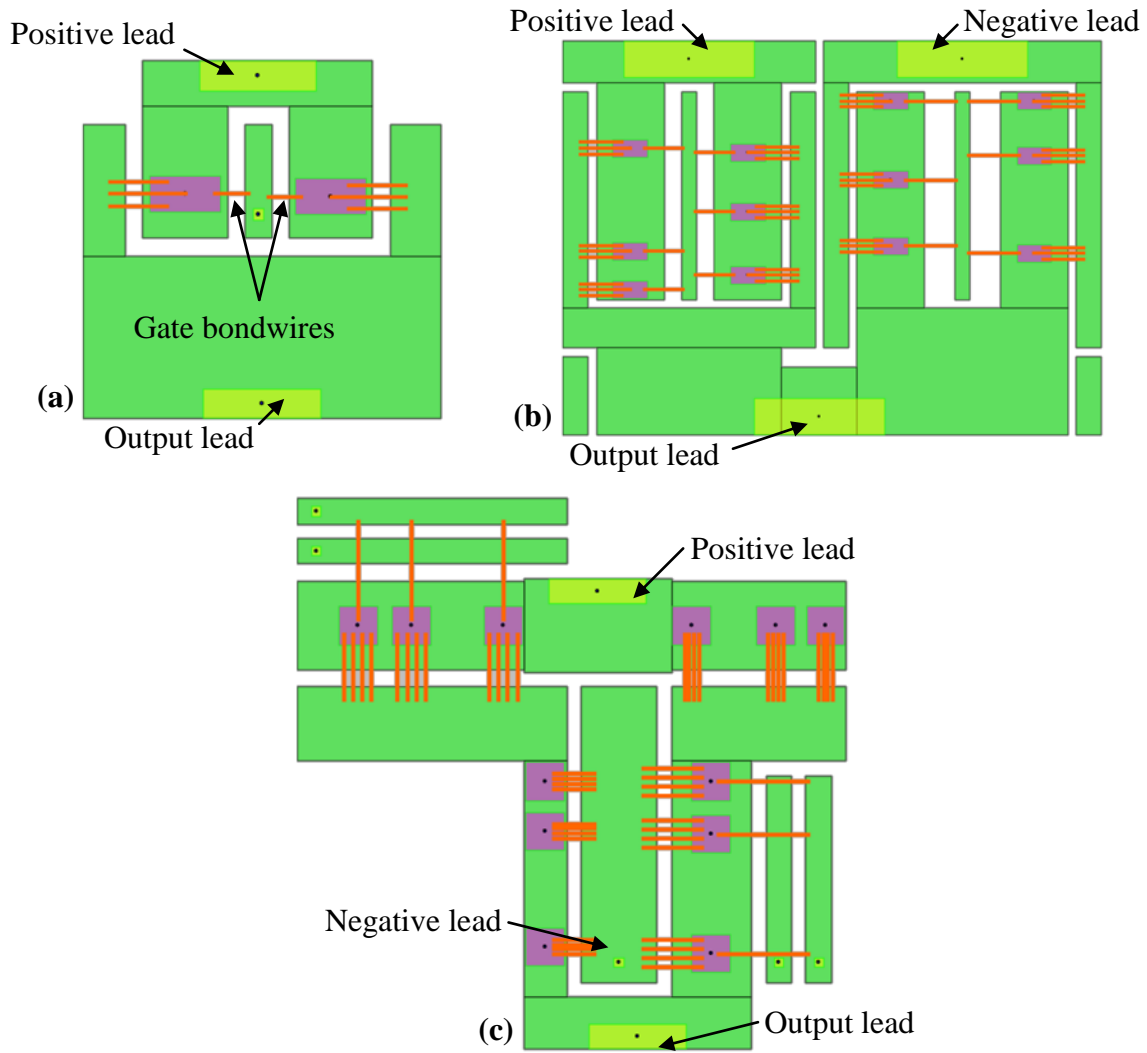 Positive lead
Gate bondwires
(a)
Output lead
Positive lead
Negative lead
(b)
Output lead
Positive lead
Negative lead
(c)
Output lead